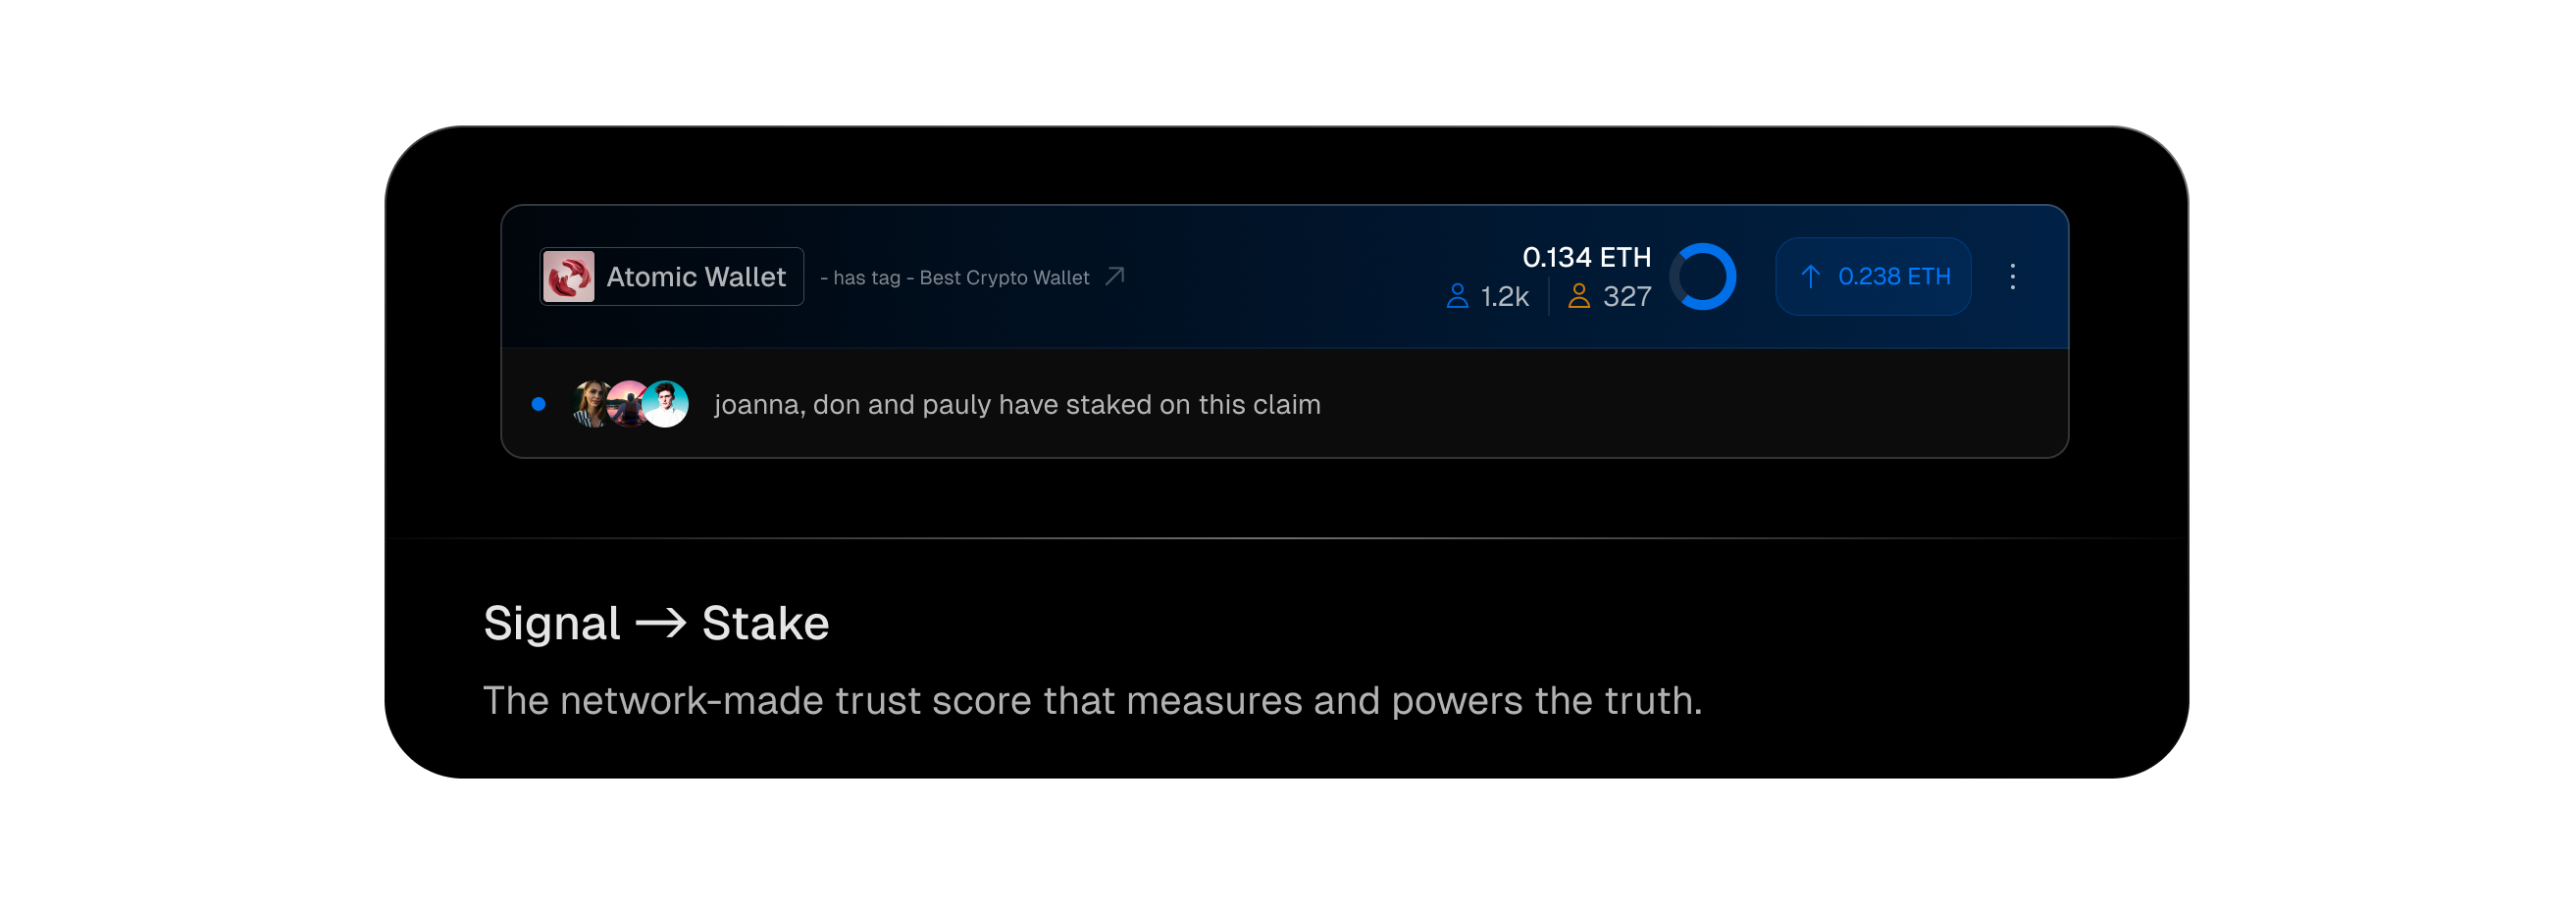 Atomic Wallet - has tag - Best Crypto Wallet
0.134 ETH
1.2k 327
↑ 0.238 ETH
joanna, don and pauly have staked on this claim
Signal → Stake
The network-made trust score that measures and powers the truth.